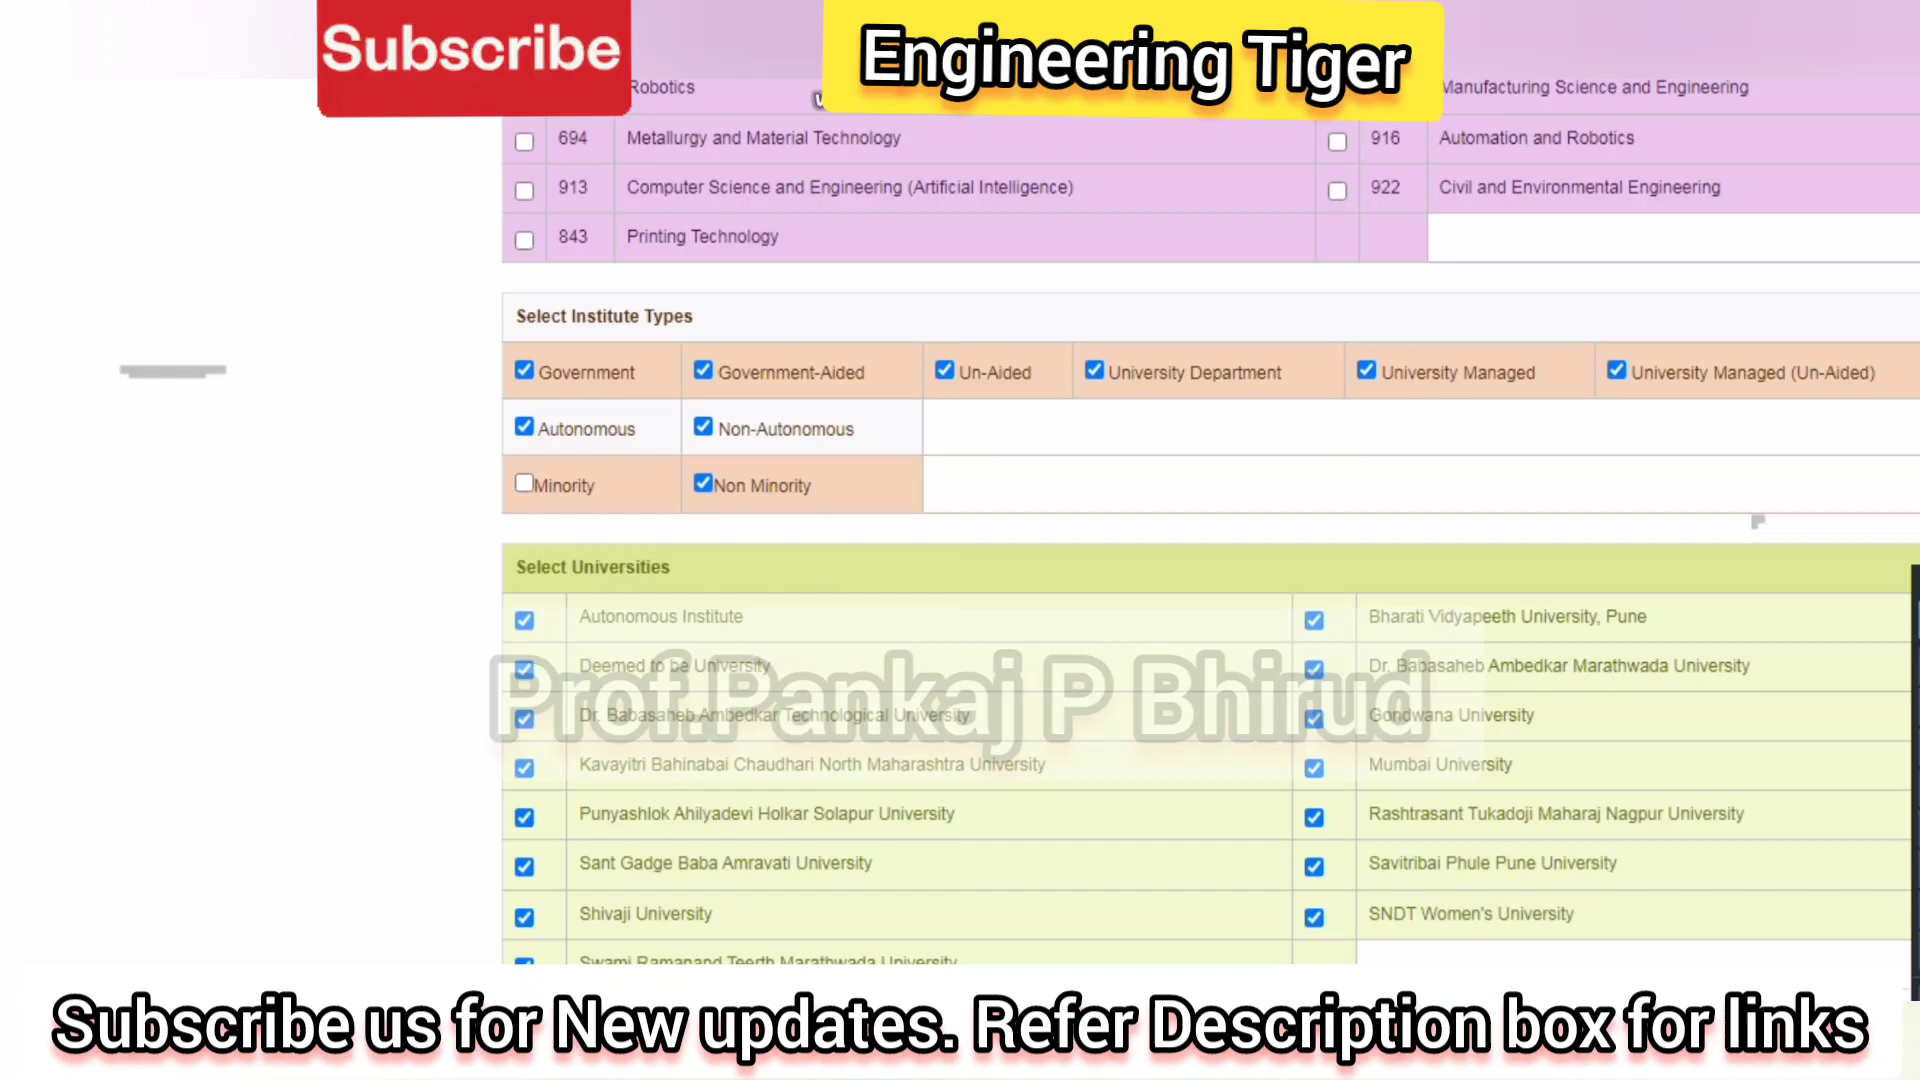 Subscribe
Engineering Tiger
Robotics
Manufacturing Science and Engineering
694 Metallurgy and Material Technology 916 Automation and Robotics
913 Computer Science and Engineering (Artificial Intelligence) 922 Civil and Environmental Engineering
843 Printing Technology
Select Institute Types
Government Government-Aided Un-Aided University Department University Managed University Managed (Un-Aided)
Autonomous Non-Autonomous
Minority Non Minority
Select Universities
Autonomous Institute Bharati Vidyapeeth University, Pune
Deemed to be University Dr. Babasaheb Ambedkar Marathwada University
Prof.Pankaj P Bhirud
Dr. Babasaheb Ambedkar Technological University Gondwana University
Kavayitri Bahinabai Chaudhari North Maharashtra University Mumbai University
Punyashlok Ahilyadevi Holkar Solapur University Rashtrasant Tukadoji Maharaj Nagpur University
Sant Gadge Baba Amravati University Savitribai Phule Pune University
Shivaji University SNDT Women's University
Swami Ramanand Teerth Marathwada University
Subscribe us for New updates. Refer Description box for links